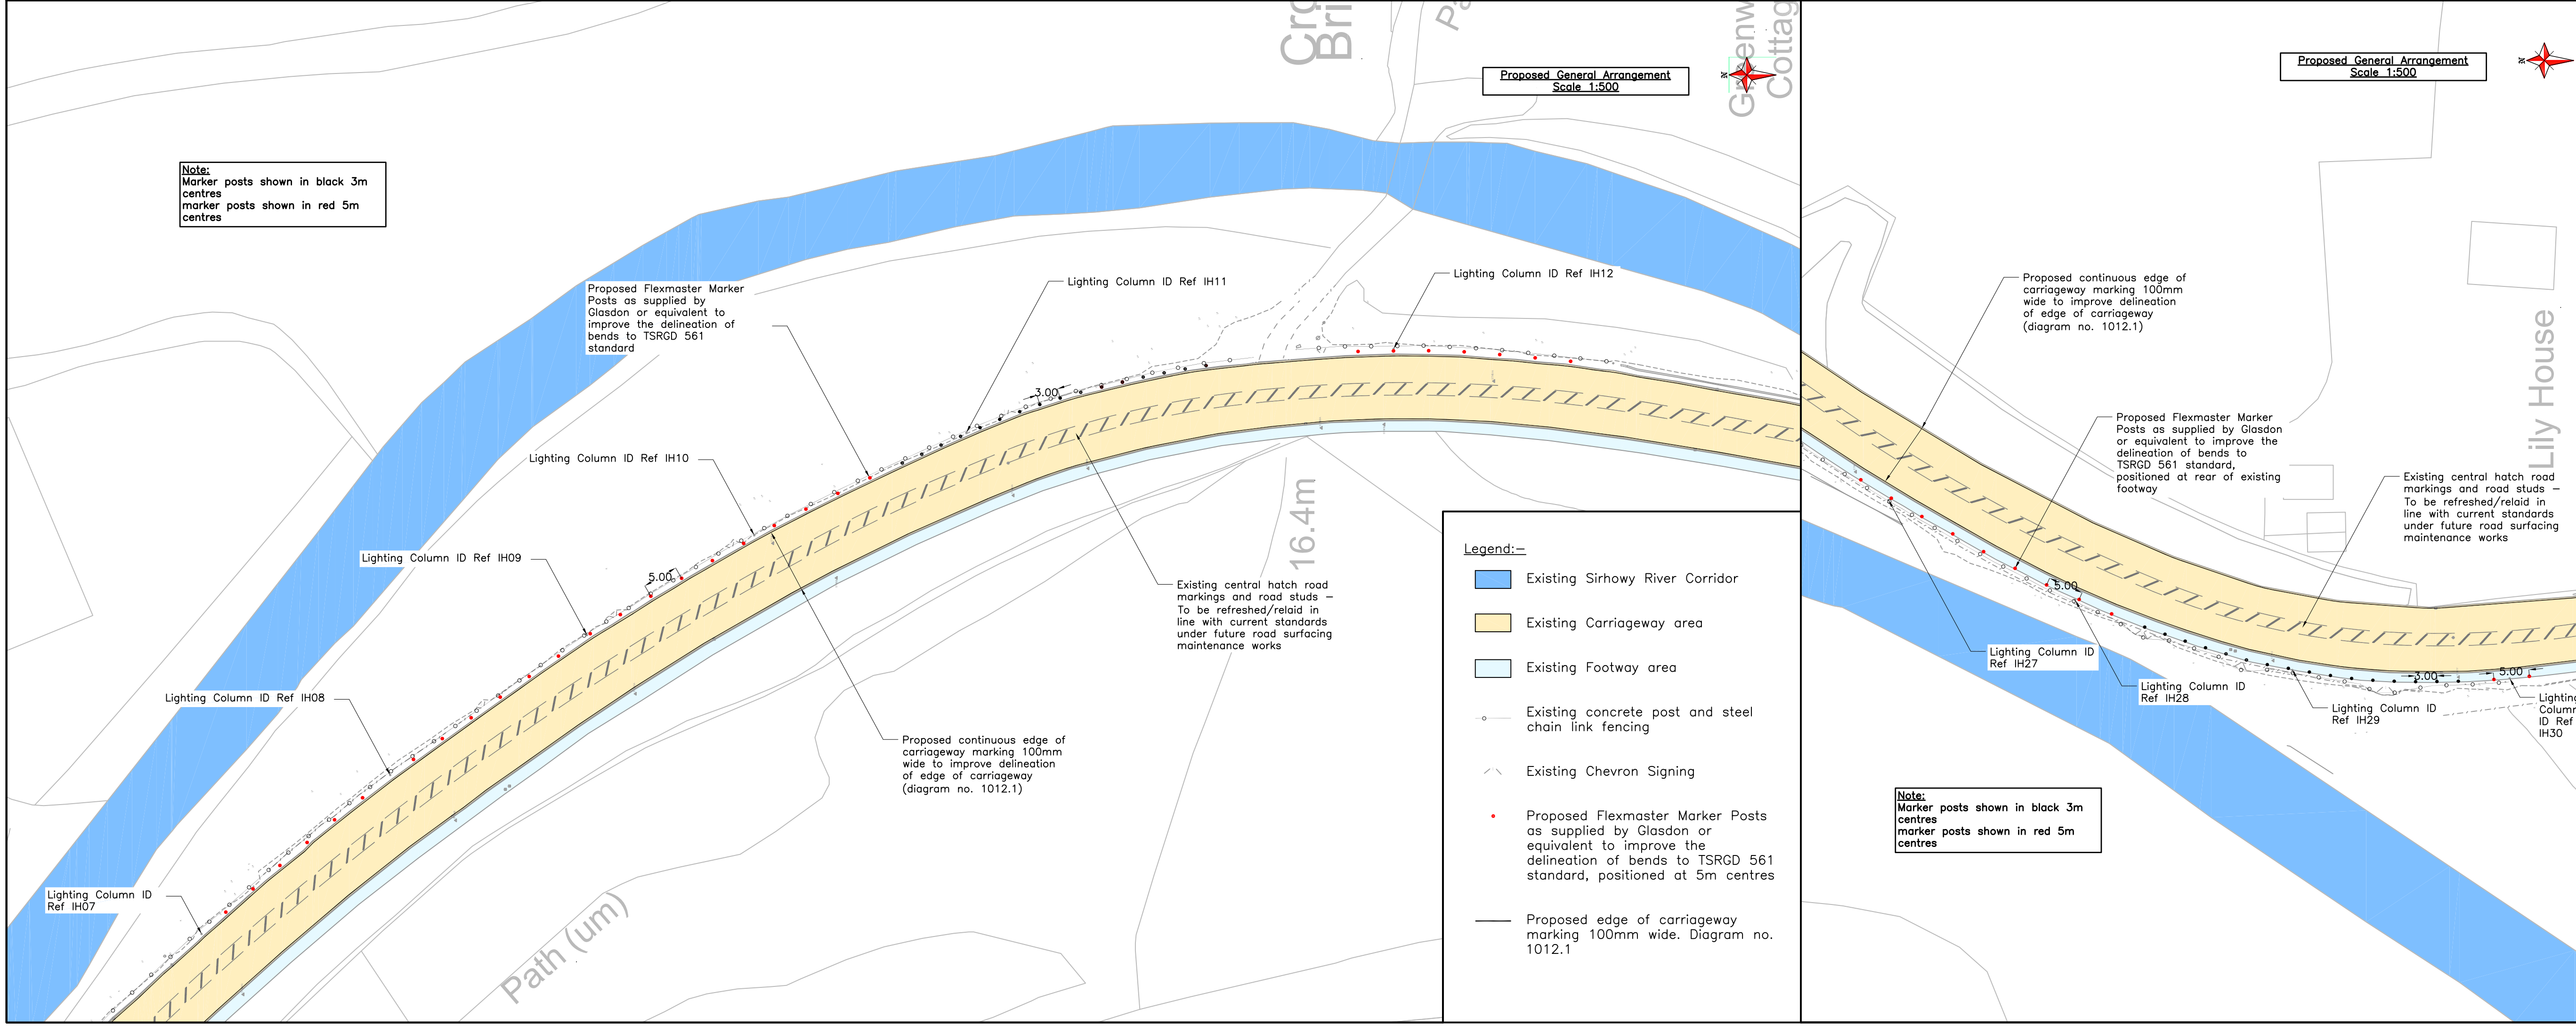 Proposed General Arrangement
Scale 1:500
N
Note:
Marker posts shown in black 3m
centres
marker posts shown in red 5m
centres
Proposed Flexmaster Marker
Posts as supplied by
Glasdon or equivalent to
improve the delineation of
bends to TSRGD 561
standard
Lighting Column ID Ref IH11
Lighting Column ID Ref IH12
3.00
Lighting Column ID Ref IH10
Lighting Column ID Ref IH09
5.00
Lighting Column ID Ref IH08
Lighting Column ID
Ref IH07
Existing central hatch road
markings and road studs –
To be refreshed/relaid in
line with current standards
under future road surfacing
maintenance works
Proposed continuous edge of
carriageway marking 100mm
wide to improve delineation
of edge of carriageway
(diagram no. 1012.1)
16.4m
Path (um)
Legend:–
Existing Sirhowy River Corridor
Existing Carriageway area
Existing Footway area
Existing concrete post and steel
chain link fencing
Existing Chevron Signing
Proposed Flexmaster Marker Posts
as supplied by Glasdon or
equivalent to improve the
delineation of bends to TSRGD 561
standard, positioned at 5m centres
Proposed edge of carriageway
marking 100mm wide. Diagram no.
1012.1
Proposed General Arrangement
Scale 1:500
N
Proposed continuous edge of
carriageway marking 100mm
wide to improve delineation
of edge of carriageway
(diagram no. 1012.1)
Proposed Flexmaster Marker
Posts as supplied by Glasdon
or equivalent to improve the
delineation of bends to
TSRGD 561 standard,
positioned at rear of existing
footway
Lily House
Existing central hatch road
markings and road studs –
To be refreshed/relaid in
line with current standards
under future road surfacing
maintenance works
5.00
Lighting Column ID
Ref IH27
Lighting Column ID
Ref IH28
3.00
5.00
Lighting Column ID
Ref IH29
Lighting
Column
ID Ref
IH30
Note:
Marker posts shown in black 3m
centres
marker posts shown in red 5m
centres